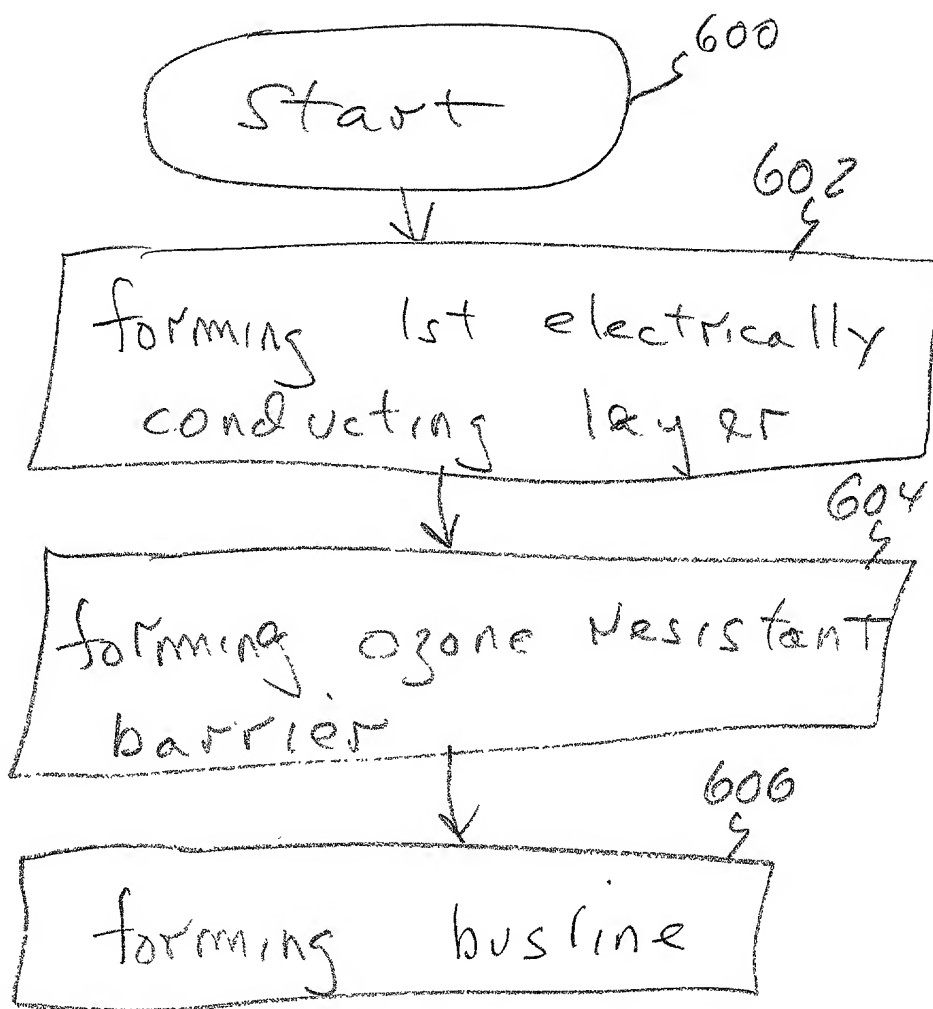 600
Start
602
forming 1st electrically
conducting layer
604
forming ozone resistant
barrier
606
forming busline